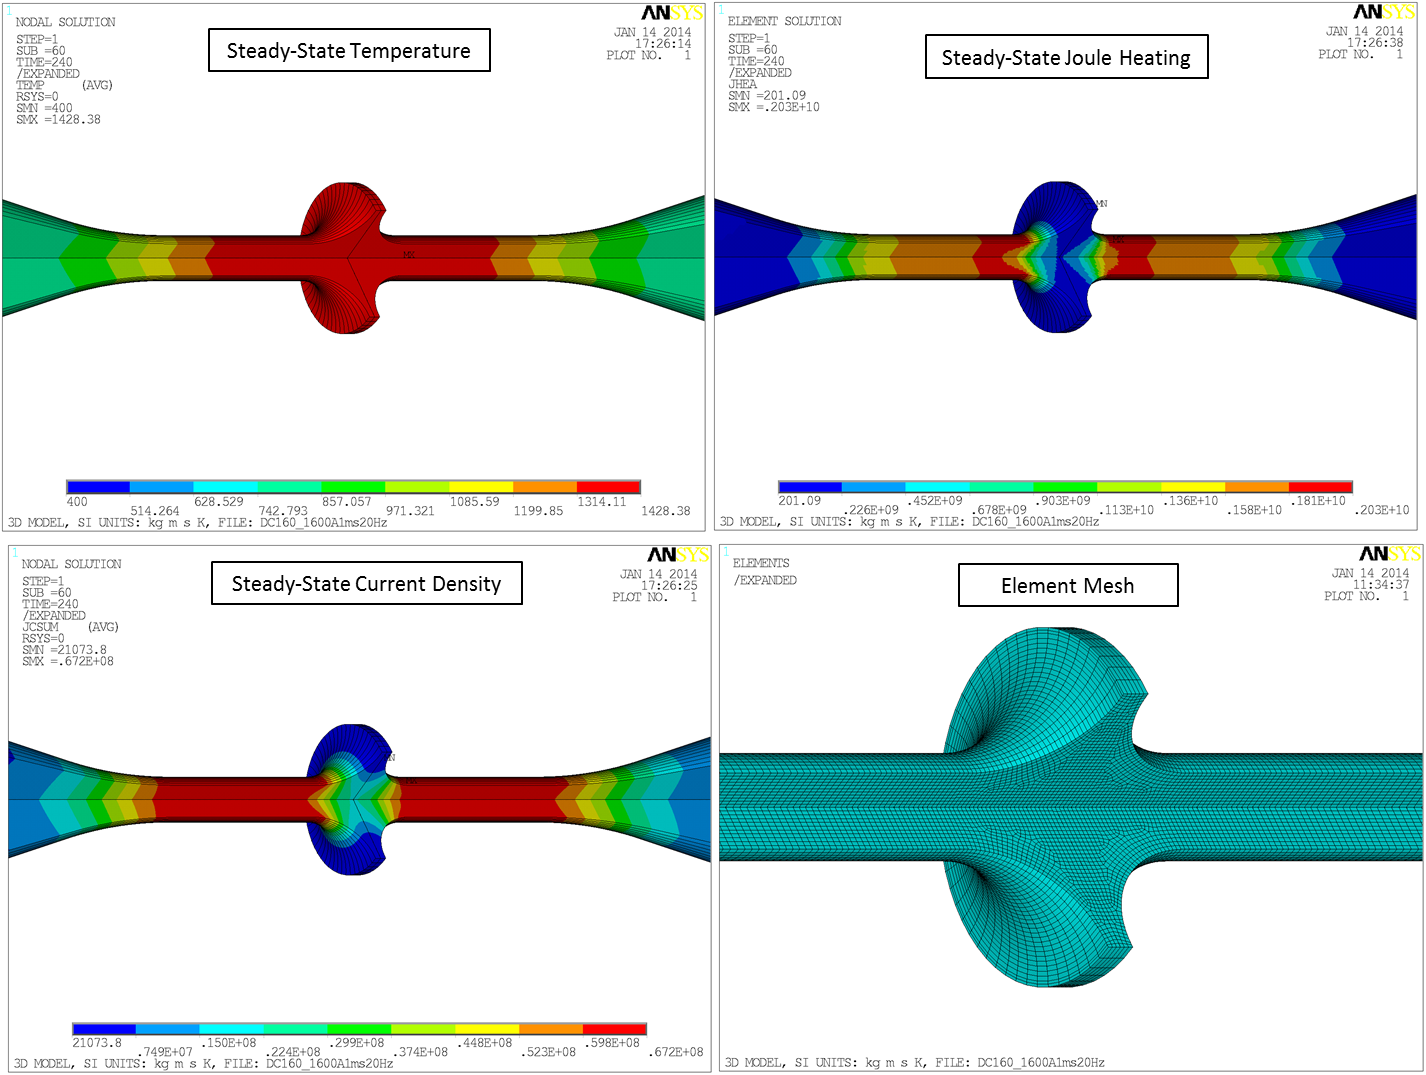 1
ANSYS
NODAL SOLUTION
STEP=1
SUB =60
TIME=240
/EXPANDED
TEMP (AVG)
RSYS=0
SMN =400
SMX =1428.38
Steady-State Temperature
JAN 14 2014
17:26:14
PLOT NO. 1
MX
400
514.264
628.529
742.793
857.057
971.321
1085.59
1199.85
1314.11
1428.38
3D MODEL, SI UNITS: kg m s K, FILE: DC160_1600A1ms20Hz
1
ANSYS
ELEMENT SOLUTION
STEP=1
SUB =60
TIME=240
/EXPANDED
JHEA
SMN =201.09
SMX =.203E+10
Steady-State Joule Heating
JAN 14 2014
17:26:38
PLOT NO. 1
MN
MX
201.09
.226E+09
.452E+09
.678E+09
.903E+09
.113E+10
.136E+10
.158E+10
.181E+10
.203E+10
3D MODEL, SI UNITS: kg m s K, FILE: DC160_1600A1ms20Hz
1
ANSYS
NODAL SOLUTION
STEP=1
SUB =60
TIME=240
/EXPANDED
JCSUM (AVG)
RSYS=0
SMN =21073.8
SMX =.672E+08
Steady-State Current Density
JAN 14 2014
17:26:25
PLOT NO. 1
21073.8
.749E+07
.150E+08
.224E+08
.299E+08
.374E+08
.448E+08
.523E+08
.598E+08
.672E+08
3D MODEL, SI UNITS: kg m s K, FILE: DC160_1600A1ms20Hz
1
ANSYS
ELEMENTS
/EXPANDED
Element Mesh
JAN 14 2014
11:34:37
PLOT NO. 1
3D MODEL, SI UNITS: kg m s K, FILE: DC160_1600A1ms20Hz